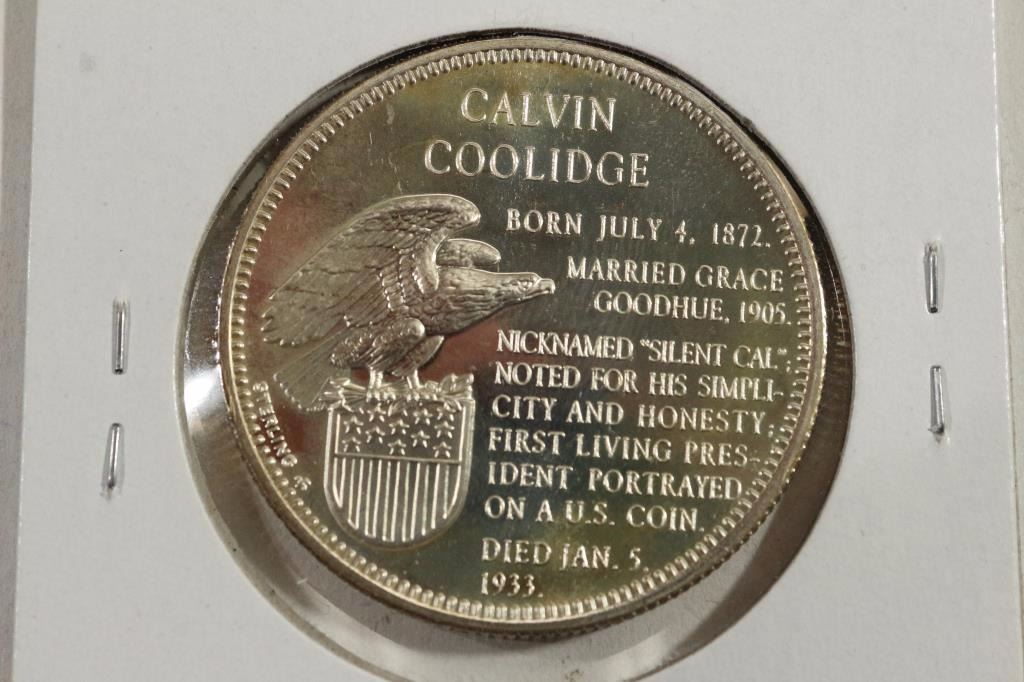 CALVIN
COOLIDGE
BORN JULY 4, 1872.
MARRIED GRACE
GOODHUE, 1905.
NICKNAMED "SILENT CAL";
NOTED FOR HIS SIMPLI-
CITY AND HONESTY;
FIRST LIVING PRES-
IDENT PORTRAYED
ON A U.S. COIN.
DIED JAN. 5,
1933.
STERLING